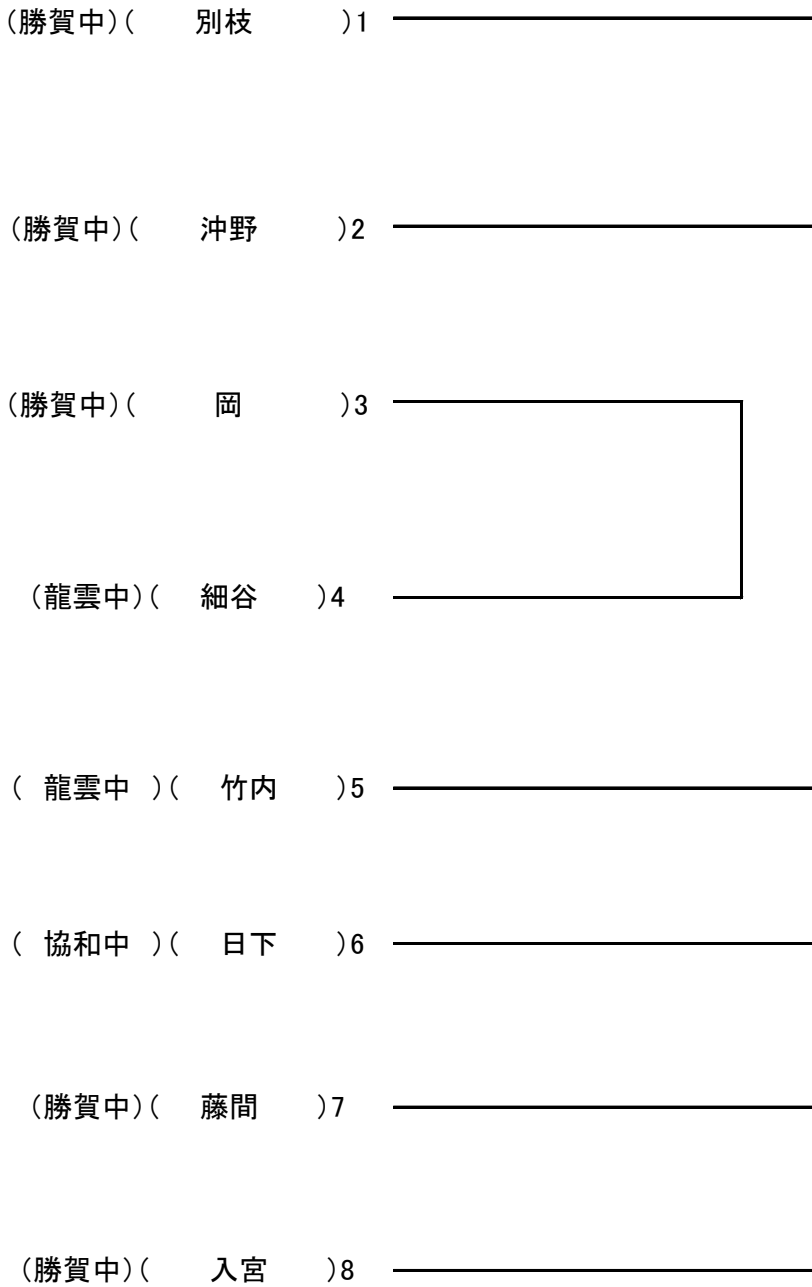 (勝賀中)(　別枝　)1
(勝賀中)(　沖野　)2
(勝賀中)(　岡　)3
(龍雲中)(　細谷　)4
(　龍雲中　)(　竹内　)5
(　協和中　)(　日下　)6
(勝賀中)(　藤間　)7
(勝賀中)(　入宮　)8